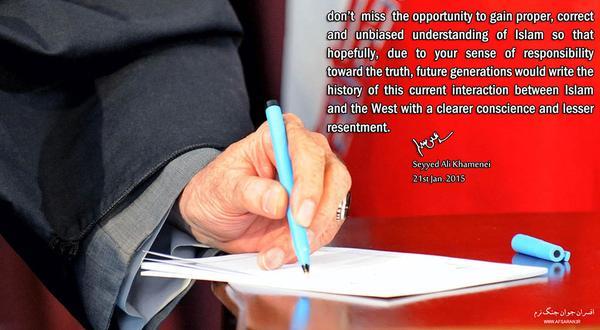 don't miss the opportunity to gain proper, correct
and unbiased understanding of Islam so that
hopefully, due to your sense of responsibility
toward the truth, future generations would write the
history of this current interaction between Islam
and the West with a clearer conscience and lesser
resentment.
Seyyed Ali Khamenei
21st Jan. 2015
افسران جوان جنگ نرم
WWW.AFSARAN.IR